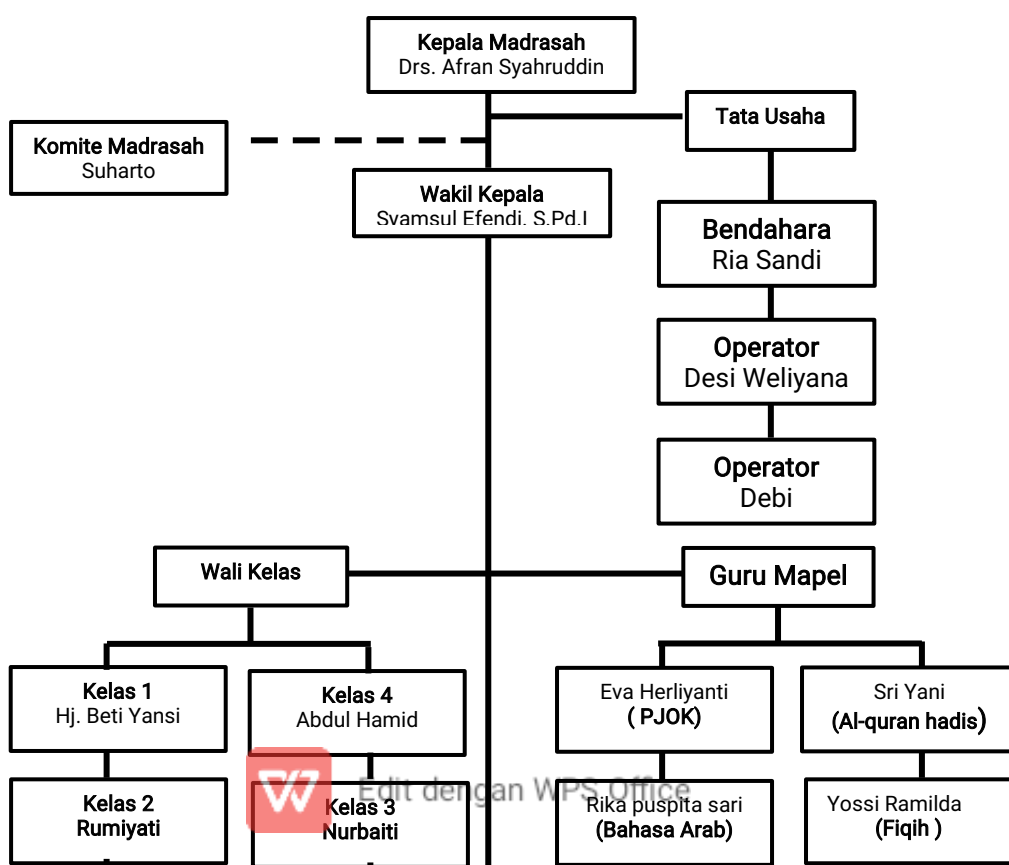 Kepala Madrasah
Drs. Afran Syahruddin
Tata Usaha
Komite Madrasah
Suharto
Wakil Kepala
Syamsul Efendi. S.Pd.I
Bendahara
Ria Sandi
Operator
Desi Weliyana
Operator
Debi
Wali Kelas
Guru Mapel
Kelas 1
Hj. Beti Yansi
Kelas 4
Abdul Hamid
Eva Herliyanti
( PJOK)
Sri Yani
(Al-quran hadis)
Kelas 2
Rumiyati
Kelas 3
Nurbaiti
Rika puspita sari
(Bahasa Arab)
Yossi Ramilda
(Fiqih )
Edit dengan WPS Office